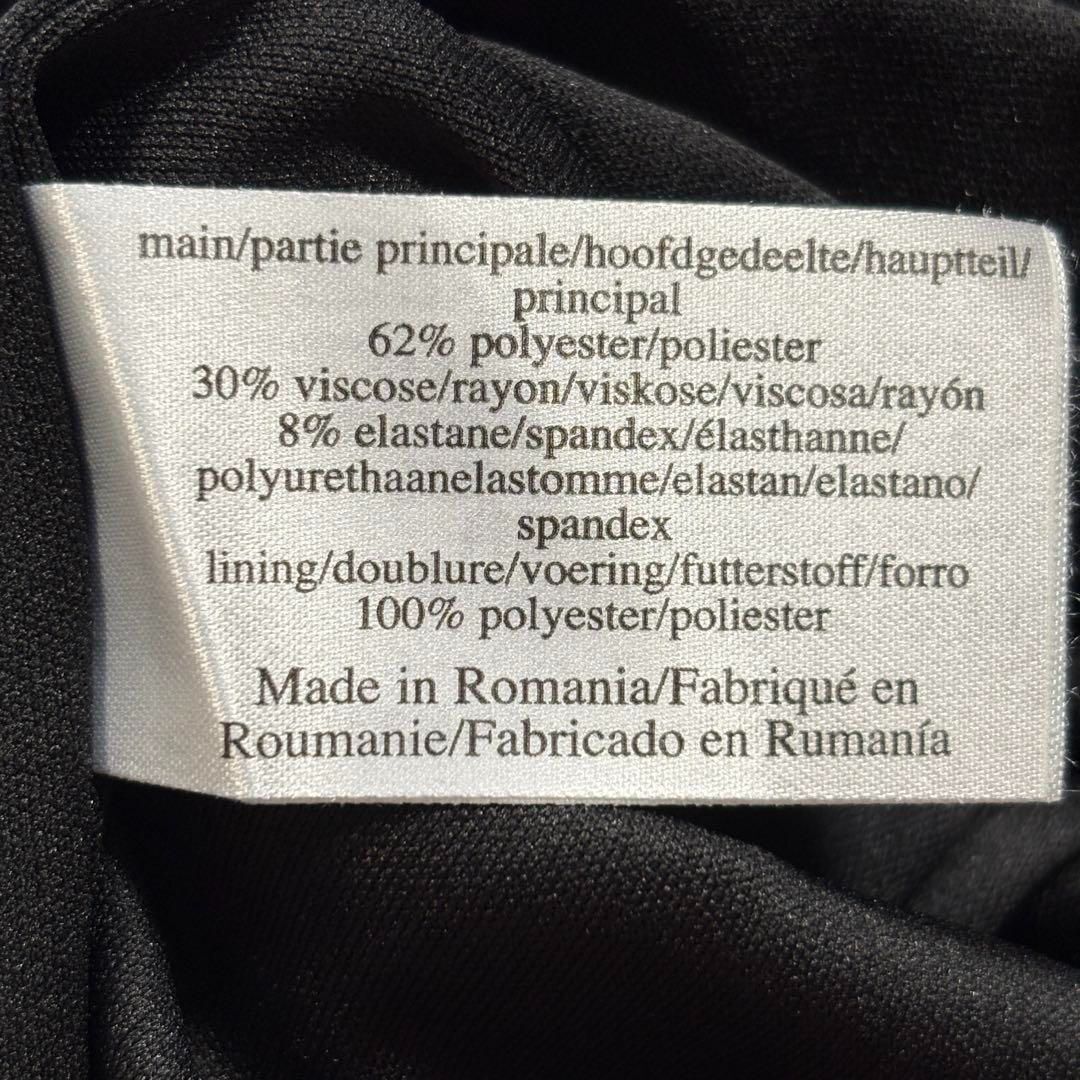 main/partie principale/hoofdgedeelte/hauptteil/
principal
62% polyester/poliester
30% viscose/rayon/viskose/viscosa/rayón
8% elastane/spandex/élasthanne/
polyurethaanelastomme/elastan/elastano/
spandex
lining/doublure/voering/futterstoff/forro
100% polyester/poliester
Made in Romania/Fabriqué en
Roumanie/Fabricado en Rumanía